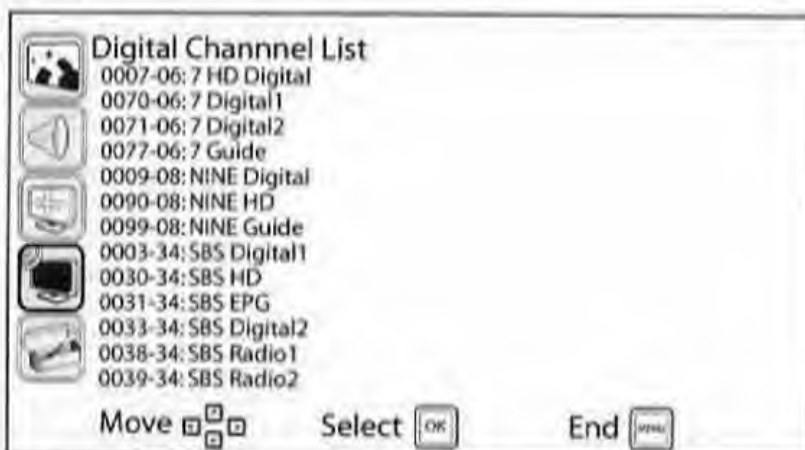 Digital Channnel List
0007-06: 7 HD Digital
0070-06: 7 Digital1
0071-06: 7 Digital2
0077-06: 7 Guide
0009-08: NINE Digital
0090-08: NINE HD
0099-08: NINE Guide
0003-34: SBS Digital1
0030-34: SBS HD
0031-34: SBS EPG
0033-34: SBS Digital2
0038-34: SBS Radio1
0039-34: SBS Radio2
Move Select OK End MENU